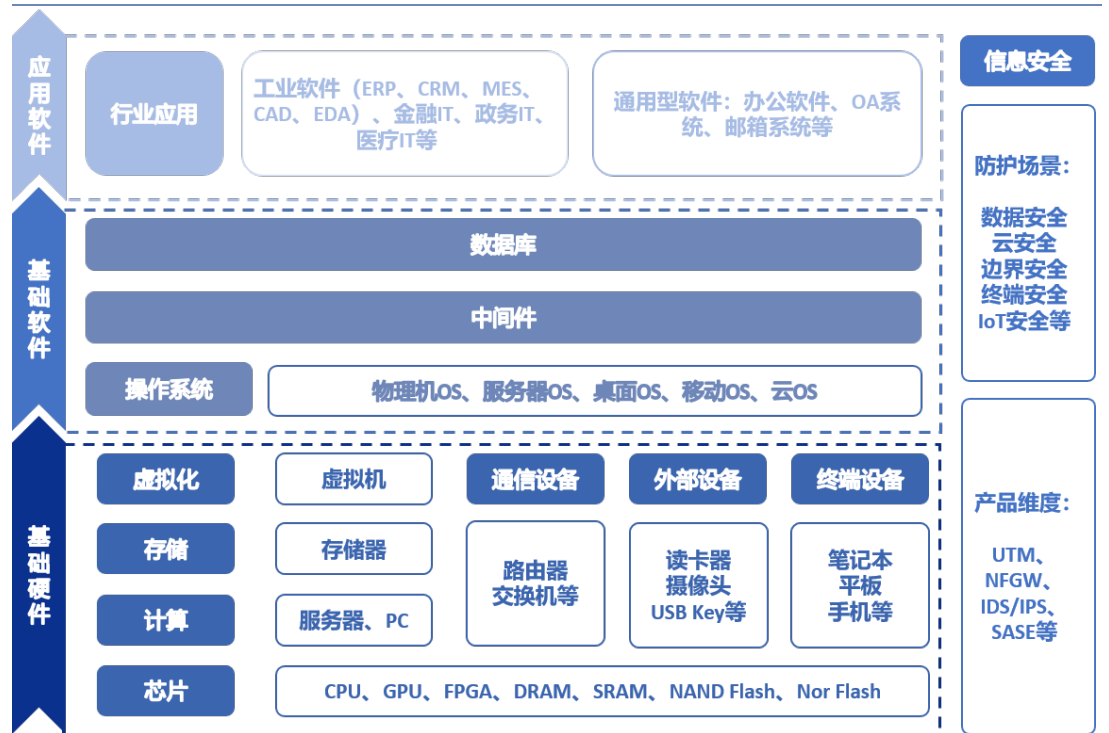 应用软件
行业应用
工业软件（ERP、CRM、MES、
CAD、EDA）、金融IT、政务IT、
医疗IT等
通用型软件：办公软件、OA系
统、邮箱系统等
基础软件
数据库
中间件
操作系统
物理机OS、服务器OS、桌面OS、移动OS、云OS
基础硬件
虚拟化
虚拟机
存储
存储器
计算
服务器、PC
通信设备
路由器
交换机等
外部设备
读卡器
摄像头
USB Key等
终端设备
笔记本
平板
手机等
芯片
CPU、GPU、FPGA、DRAM、SRAM、NAND Flash、Nor Flash
信息安全
防护场景：
数据安全
云安全
边界安全
终端安全
IoT安全等
产品维度：
UTM、
NFGW、
IDS/IPS、
SASE等